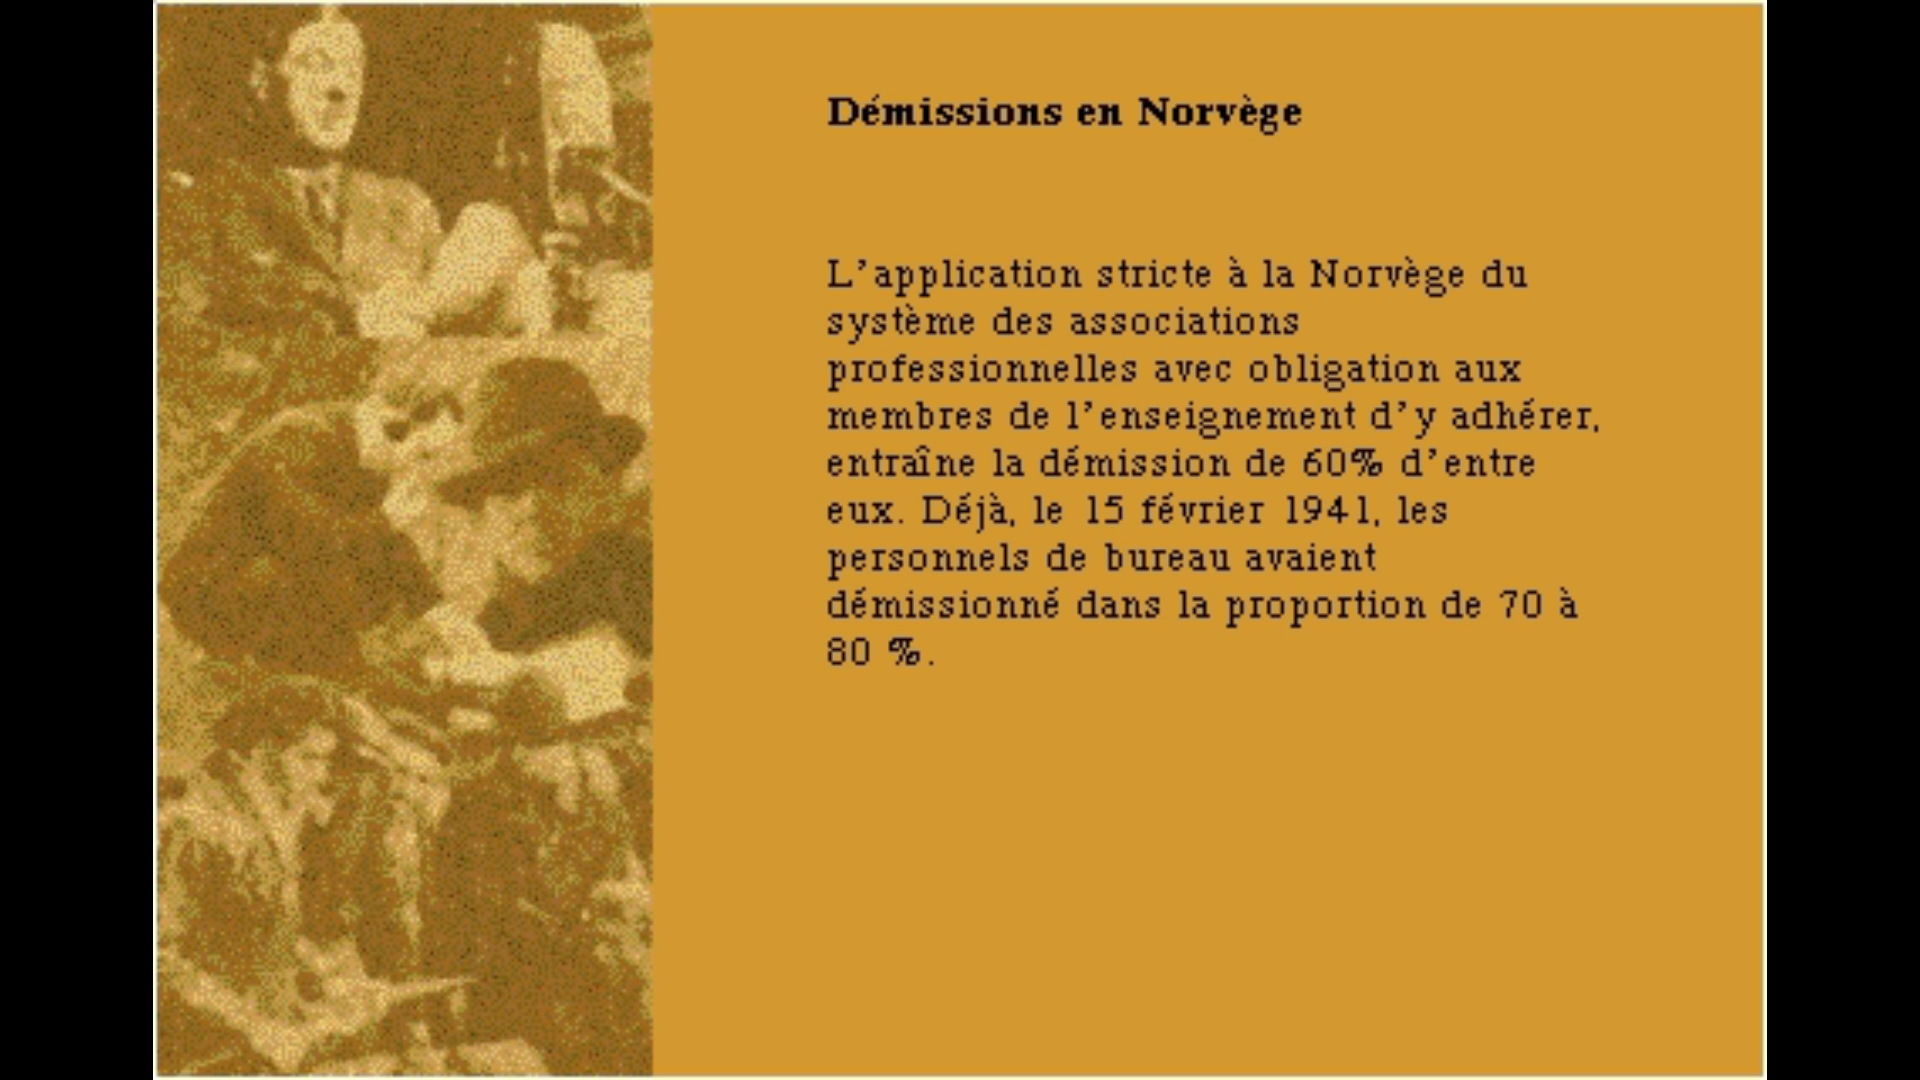 Démissions en Norvège
L’application stricte à la Norvège du
système des associations
professionnelles avec obligation aux
membres de l’enseignement d’y adhérer,
entraîne la démission de 60% d’entre
eux. Déjà, le 15 février 1941, les
personnels de bureau avaient
démissionné dans la proportion de 70 à
80 %.